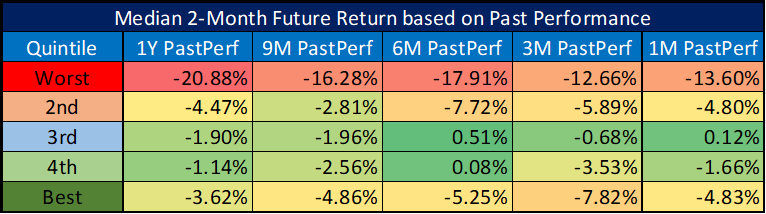 Median 2-Month Future Return based on Past Performance
Quintile 1Y PastPerf 9M PastPerf 6M PastPerf 3M PastPerf 1M PastPerf
Worst -20.88% -16.28% -17.91% -12.66% -13.60%
2nd -4.47% -2.81% -7.72% -5.89% -4.80%
3rd -1.90% -1.96% 0.51% -0.68% 0.12%
4th -1.14% -2.56% 0.08% -3.53% -1.66%
Best -3.62% -4.86% -5.25% -7.82% -4.83%